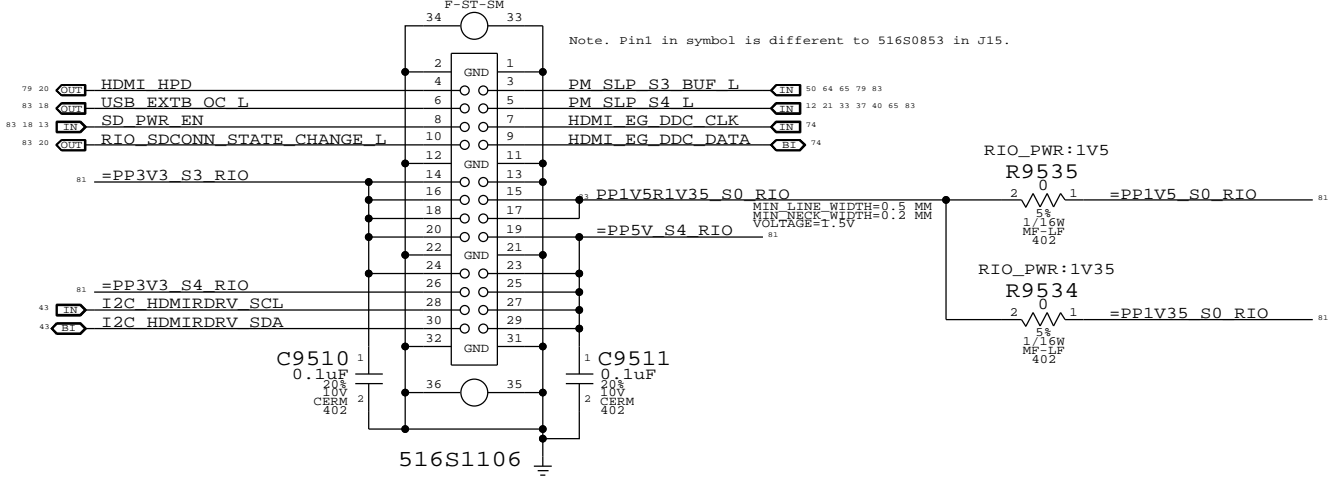 F-ST-SM
34 33
Note. Pin1 in symbol is different to 516S0853 in J15.
2 GND 1
79 20 OUT HDMI_HPD 4 3 PM_SLP_S3_BUF_L IN 50 64 65 79 83
83 18 OUT USB_EXTB_OC_L 6 5 PM_SLP_S4_L IN 12 21 33 37 40 65 83
83 18 13 IN SD_PWR_EN 8 7 HDMI_EG_DDC_CLK IN 74
83 20 OUT RIO_SDCONN_STATE_CHANGE_L 10 9 HDMI_EG_DDC_DATA BI 74
12 GND 11
81 =PP3V3_S3_RIO 14 13
16 15 PP1V5R1V35_S0_RIO
MIN_LINE_WIDTH=0.5 MM
MIN_NECK_WIDTH=0.2 MM
VOLTAGE=1.5V
18 17
20 19 =PP5V_S4_RIO 81
22 GND 21
24 23
81 =PP3V3_S4_RIO 26 25
43 IN I2C_HDMIRDRV_SCL 28 27
43 BI I2C_HDMIRDRV_SDA 30 29
32 GND 31
RIO_PWR:1V5
R9535
0
2 1 =PP1V5_S0_RIO 81
5%
1/16W
MF-LF
402
RIO_PWR:1V35
R9534
0
2 1 =PP1V35_S0_RIO 81
5%
1/16W
MF-LF
402
C9510 1
0.1uF
20%
10V
CERM 2
402
36 35
1 C9511
0.1uF
20%
10V
2 CERM
402
516S1106